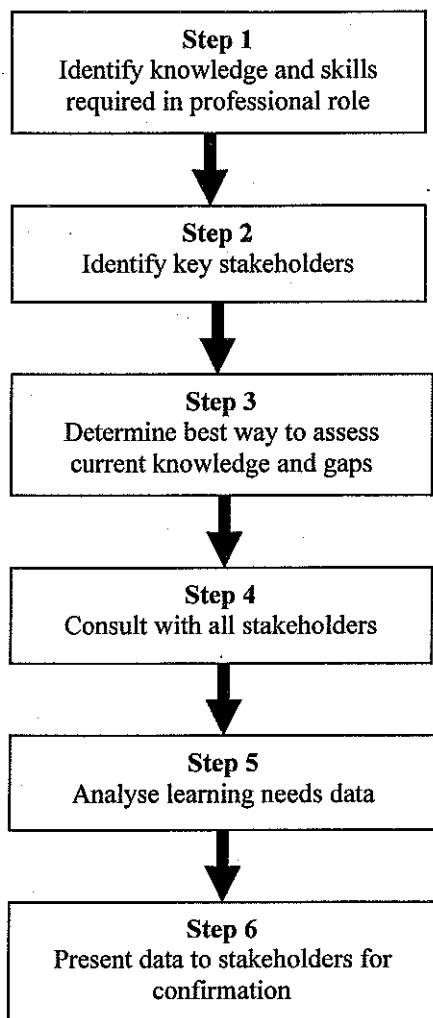 Step 1
Identify knowledge and skills
required in professional role
Step 2
Identify key stakeholders
Step 3
Determine best way to assess
current knowledge and gaps
Step 4
Consult with all stakeholders
Step 5
Analyse learning needs data
Step 6
Present data to stakeholders for
confirmation